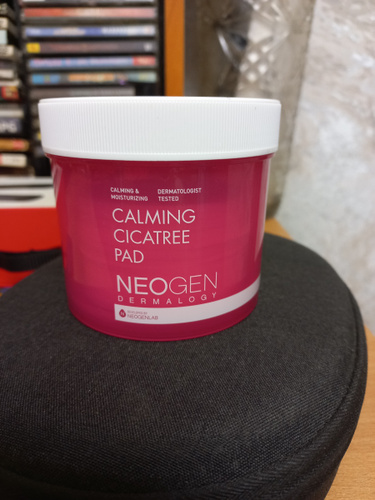 CALMING & DERMATOLOGIST
MOISTURIZING TESTED
CALMING
CICATREE
PAD
NEOGEN
DERMALOGY
NEOGENLAB